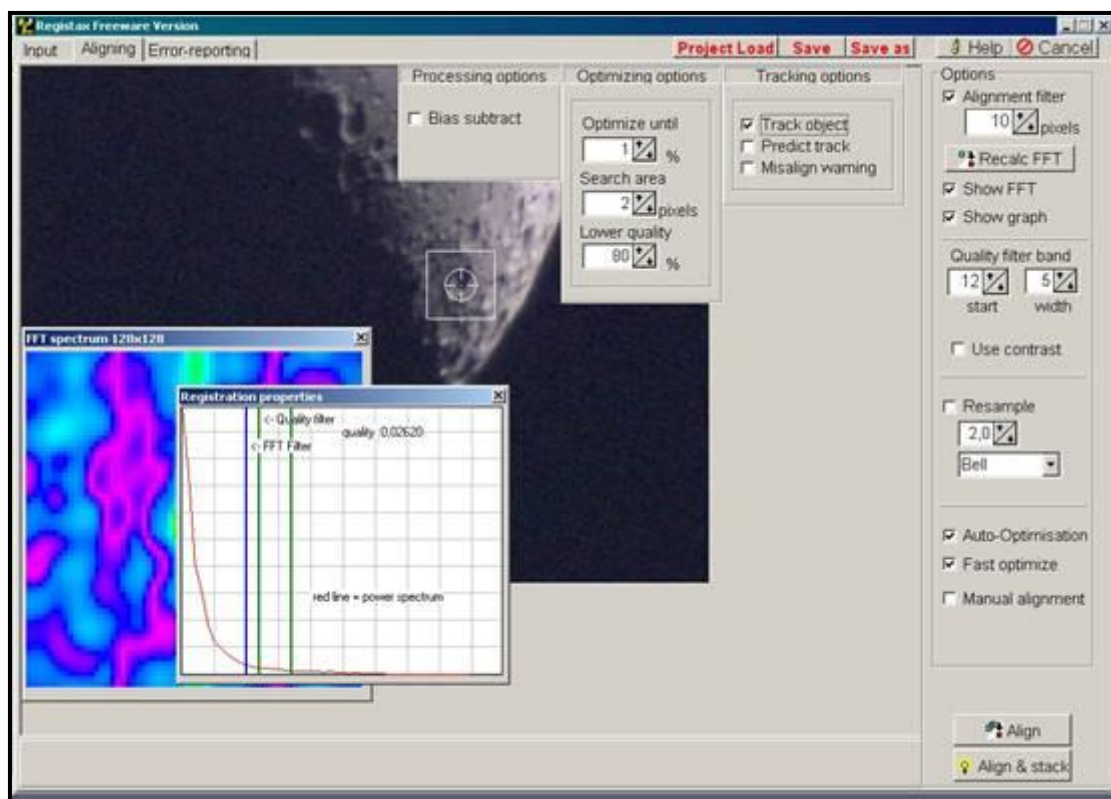 Registax Freeware Version
Input Aligning Error-reporting Project Load Save Save as Help Cancel
Processing options Optimizing options Tracking options
Bias subtract
Optimize until
1 %
Search area
2 pixels
Lower quality
80 %
Track object
Predict track
Misalign warning
Options
Alignment filter
10 pixels
Recalc FFT
Show FFT
Show graph
Quality filter band
12 5
start width
Use contrast
Resample
2,0
Bell
Auto-Optimisation
Fast optimize
Manual alignment
FFT spectrum 128x128
Registration properties
<- Quality filter
quality :0,02620
<- FFT Filter
red line = power spectrum
Align
Align & stack